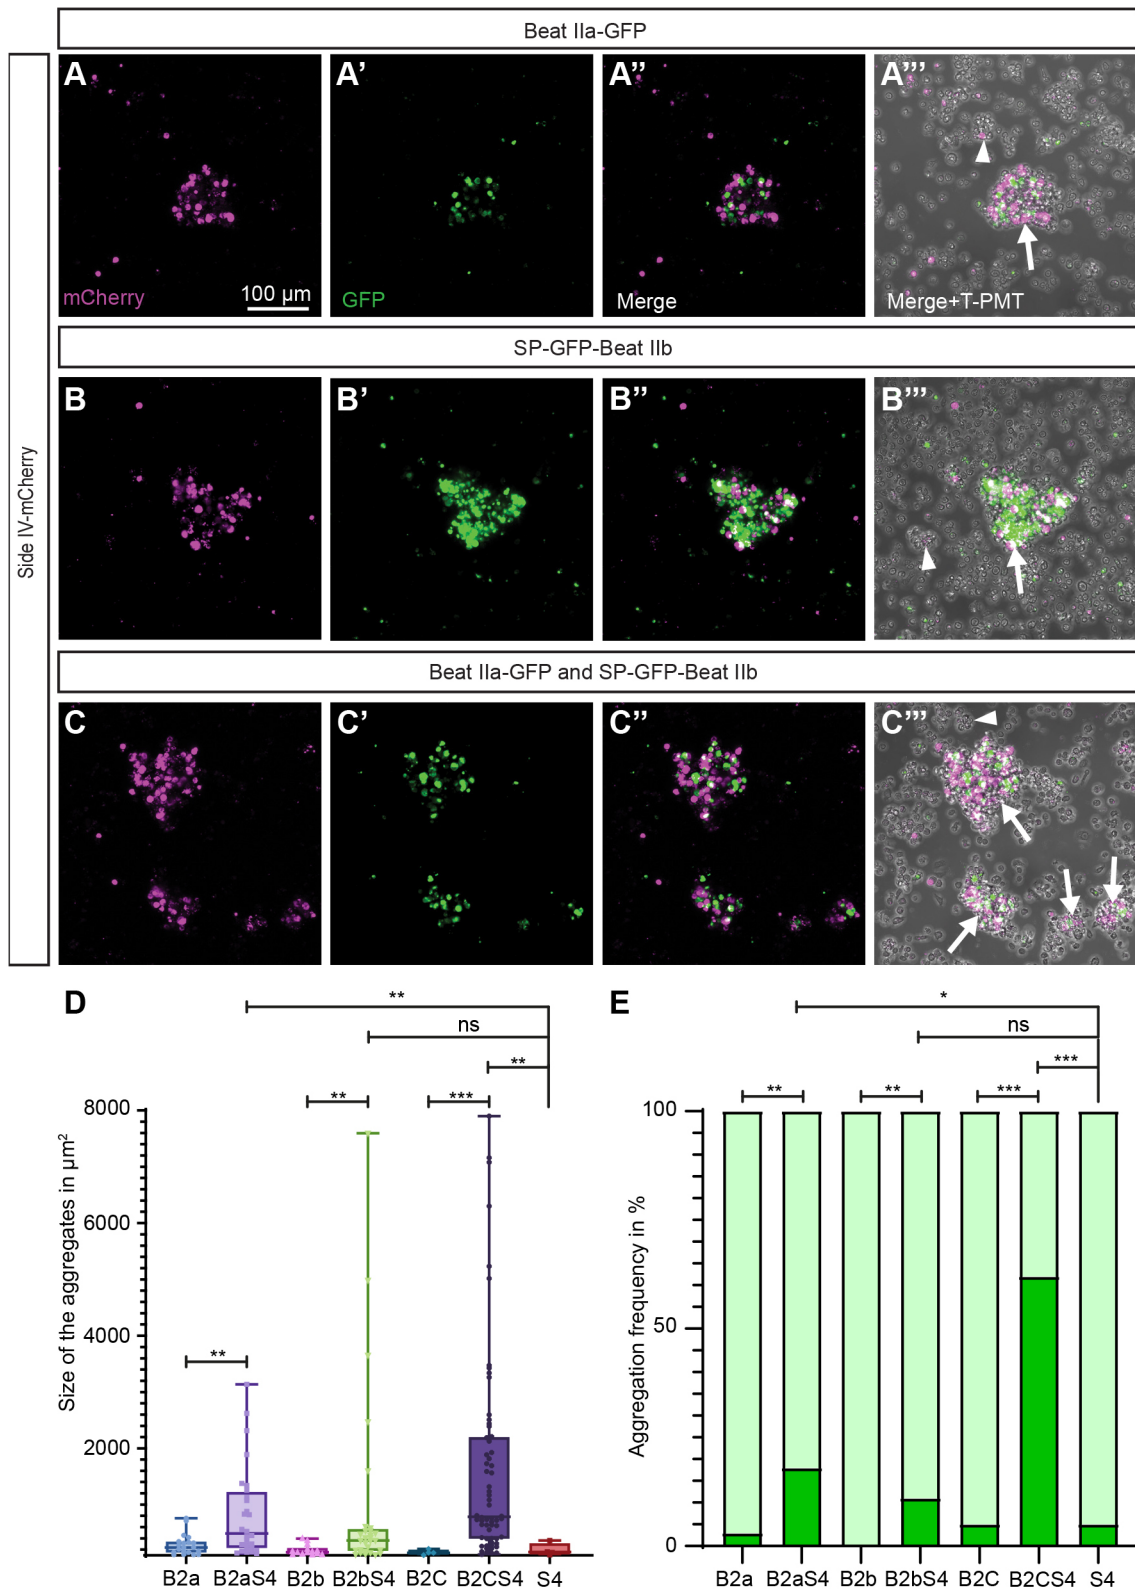 Beat IIa-GFP
Side IV-mCherry
A A' A'' A'''
mCherry 100 µm GFP Merge Merge+T-PMT
SP-GFP-Beat IIb
B B' B'' B'''
Beat IIa-GFP and SP-GFP-Beat IIb
C C' C'' C'''
D
**
ns
**
** ***
**
Size of the aggregates in µm²
8000
6000
4000
2000
B2a B2aS4 B2b B2bS4 B2C B2CS4 S4
E
*
ns
***
** ** ***
Aggregation frequency in %
100
50
0
B2a B2aS4 B2b B2bS4 B2C B2CS4 S4